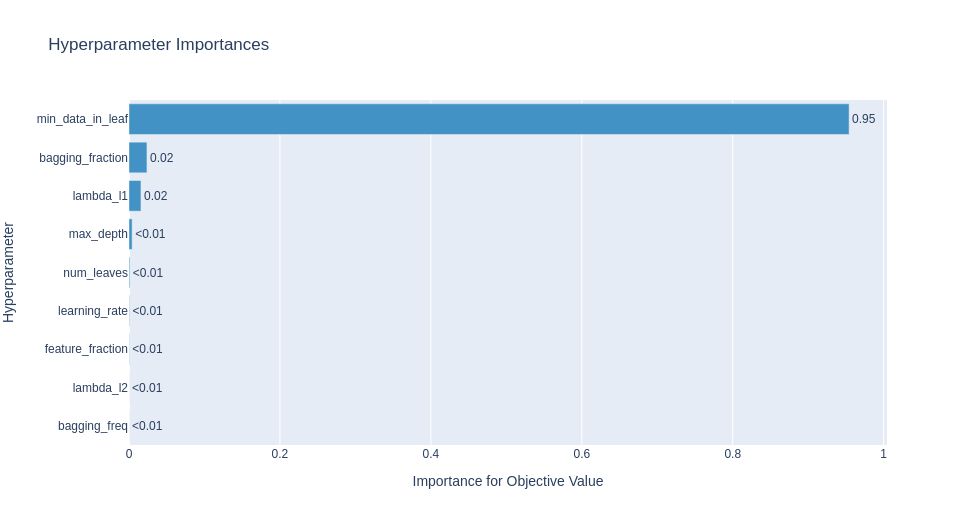 Hyperparameter Importances
Hyperparameter
min_data_in_leaf 0.95
bagging_fraction 0.02
lambda_l1 0.02
max_depth <0.01
num_leaves <0.01
learning_rate <0.01
feature_fraction <0.01
lambda_l2 <0.01
bagging_freq <0.01
0 0.2 0.4 0.6 0.8 1
Importance for Objective Value